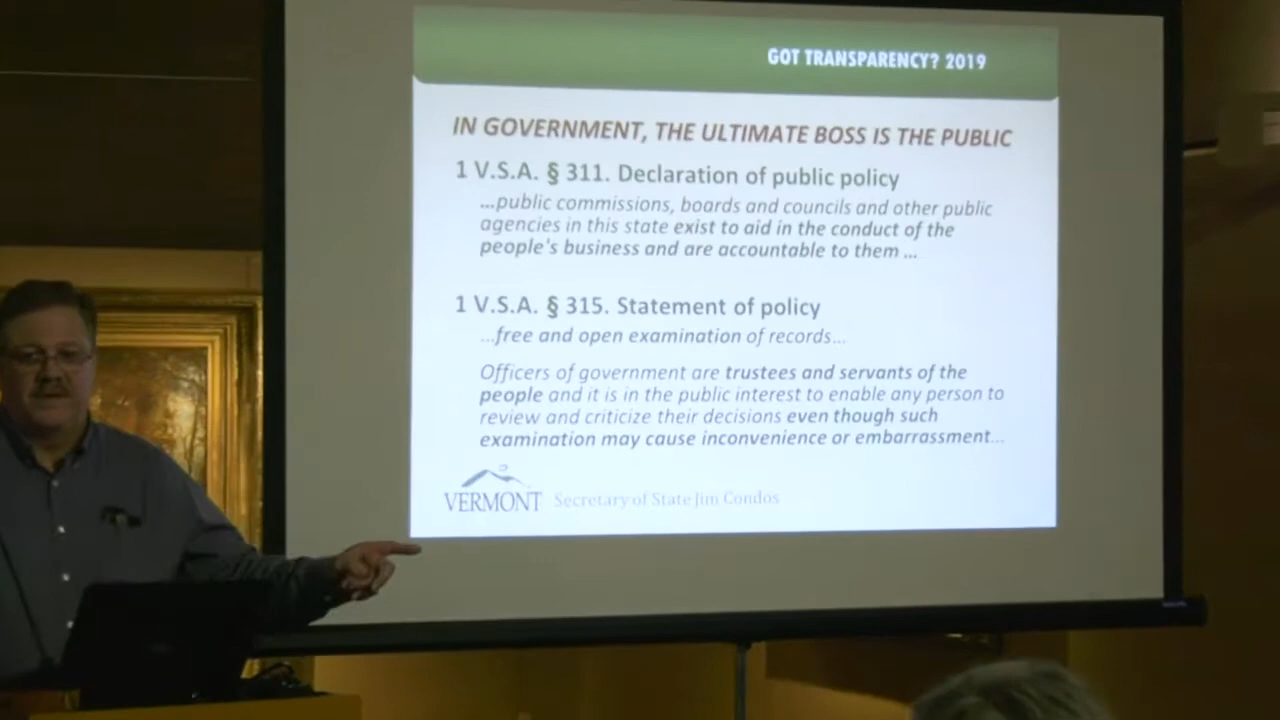 GOT TRANSPARENCY? 2019
IN GOVERNMENT, THE ULTIMATE BOSS IS THE PUBLIC
1 V.S.A. § 311. Declaration of public policy
...public commissions, boards and councils and other public
agencies in this state exist to aid in the conduct of the
people's business and are accountable to them ...
1 V.S.A. § 315. Statement of policy
...free and open examination of records...
Officers of government are trustees and servants of the
people and it is in the public interest to enable any person to
review and criticize their decisions even though such
examination may cause inconvenience or embarrassment...
VERMONT Secretary of State Jim Condos